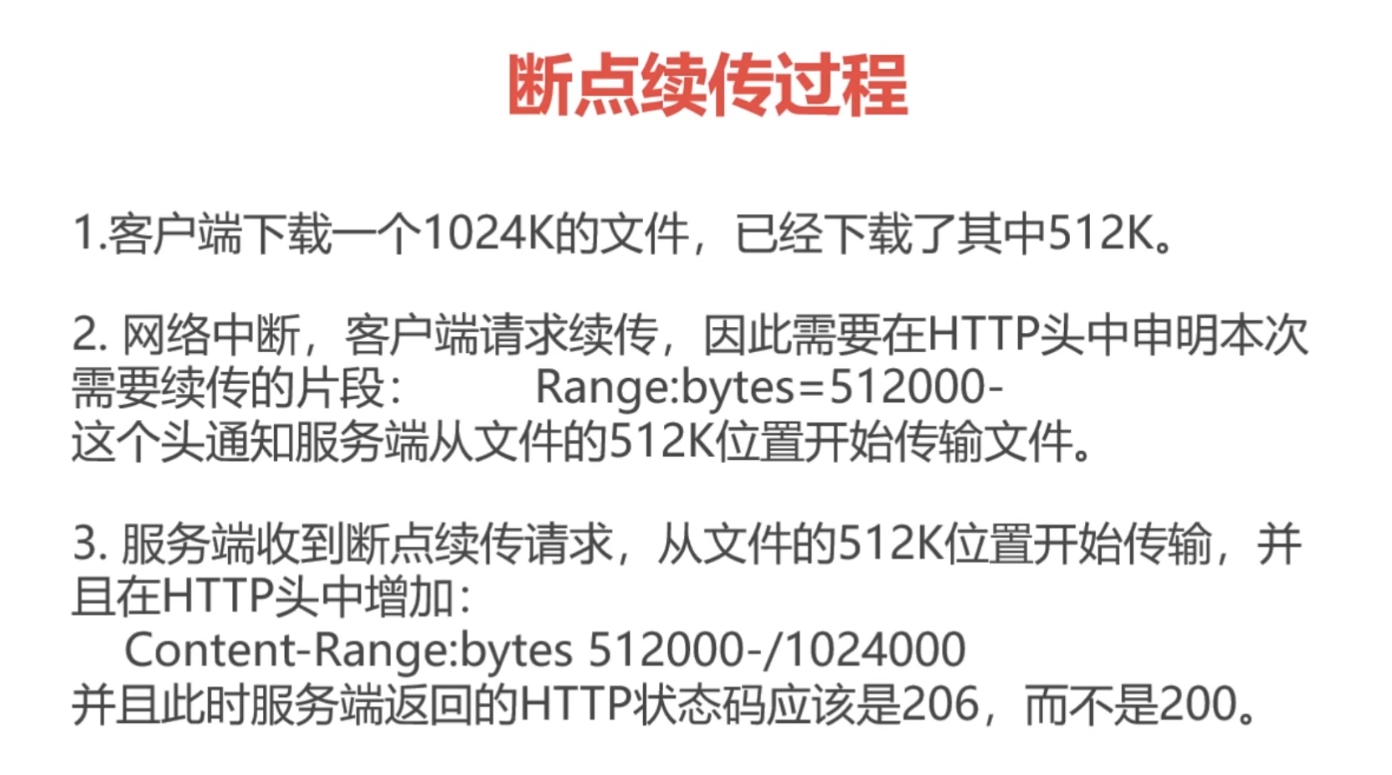 断点续传过程
1.客户端下载一个1024K的文件，已经下载了其中512K。
2. 网络中断，客户端请求续传，因此需要在HTTP头中申明本次
需要续传的片段： Range:bytes=512000-
这个头通知服务端从文件的512K位置开始传输文件。
3. 服务端收到断点续传请求，从文件的512K位置开始传输，并
且在HTTP头中增加：
Content-Range:bytes 512000-/1024000
并且此时服务端返回的HTTP状态码应该是206，而不是200。